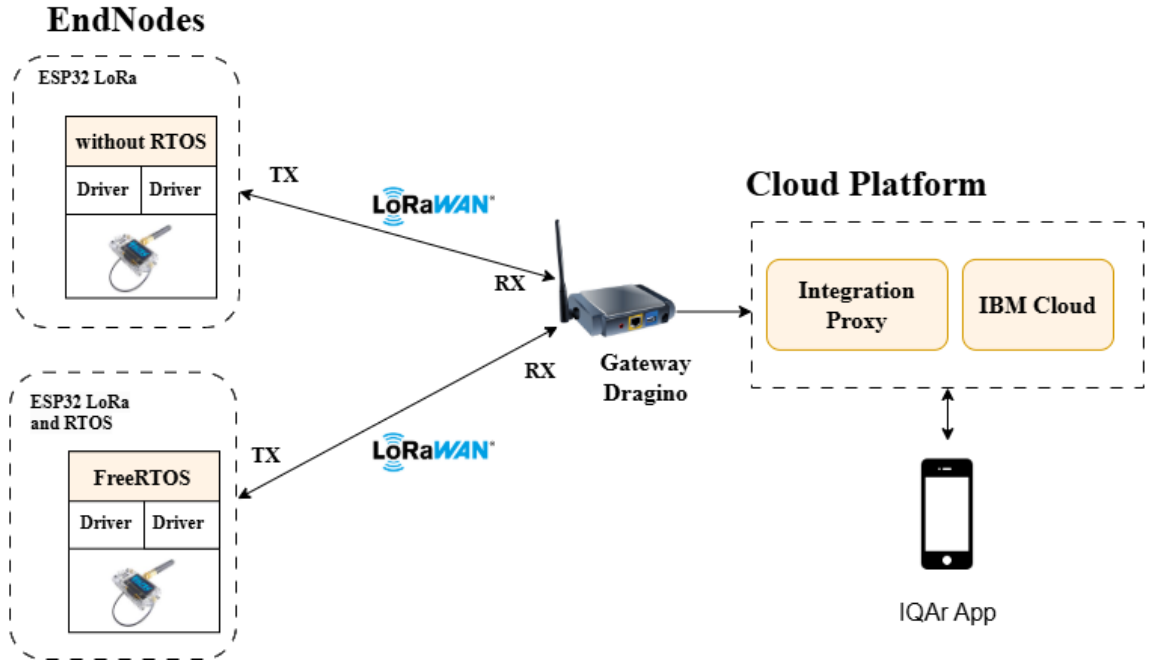 EndNodes
ESP32 LoRa
without RTOS
Driver
Driver
TX
LoRaWAN®
RX
Cloud Platform
Integration
Proxy
IBM Cloud
Gateway
Dragino
RX
ESP32 LoRa
and RTOS
FreeRTOS
Driver
Driver
TX
LoRaWAN®
IQAr App